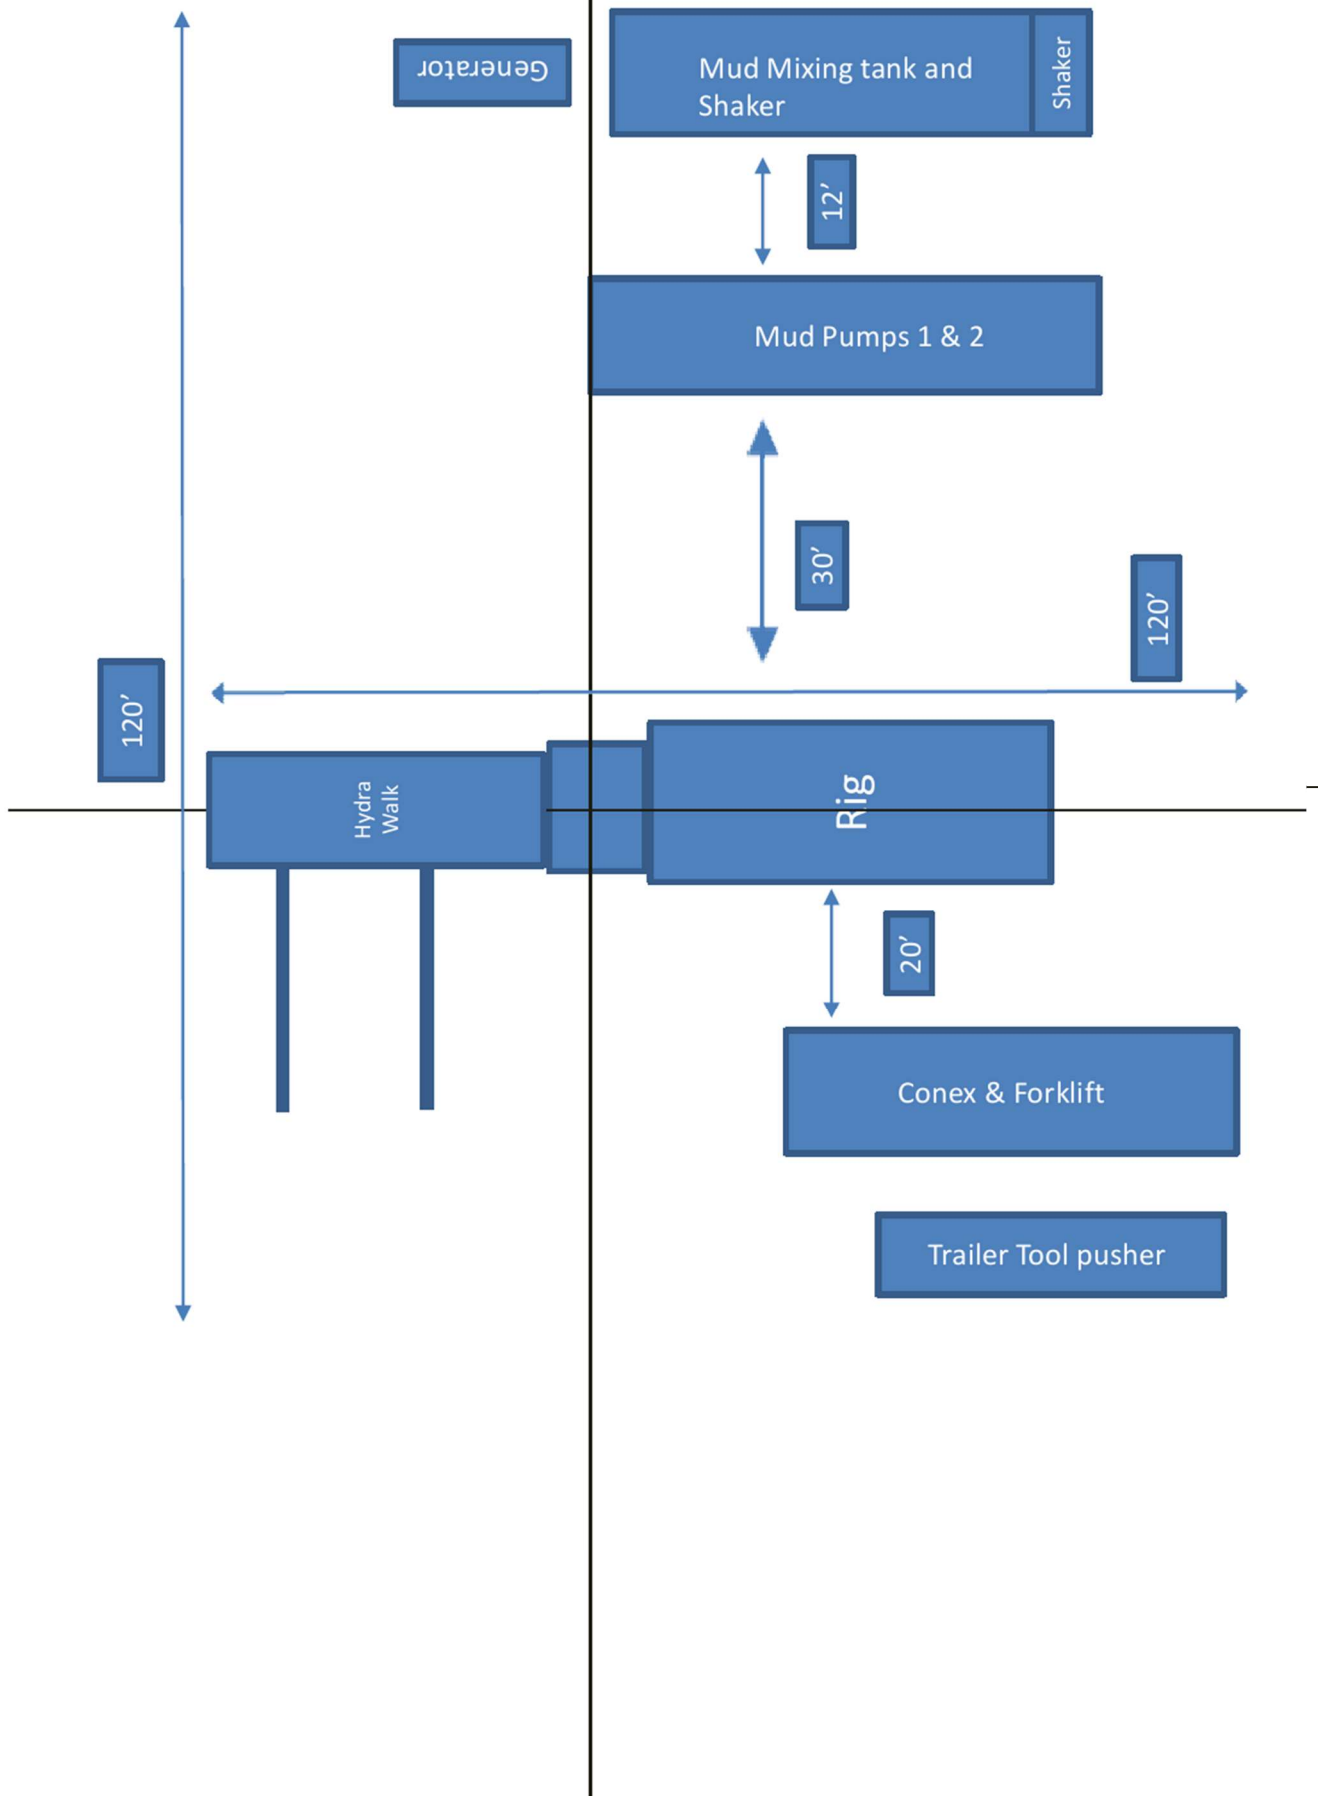 Generator
Mud Mixing tank and
Shaker
Shaker
12’
Mud Pumps 1 & 2
30’
120’
120’
Hydra
Walk
Rig
20’
Conex & Forklift
Trailer Tool pusher